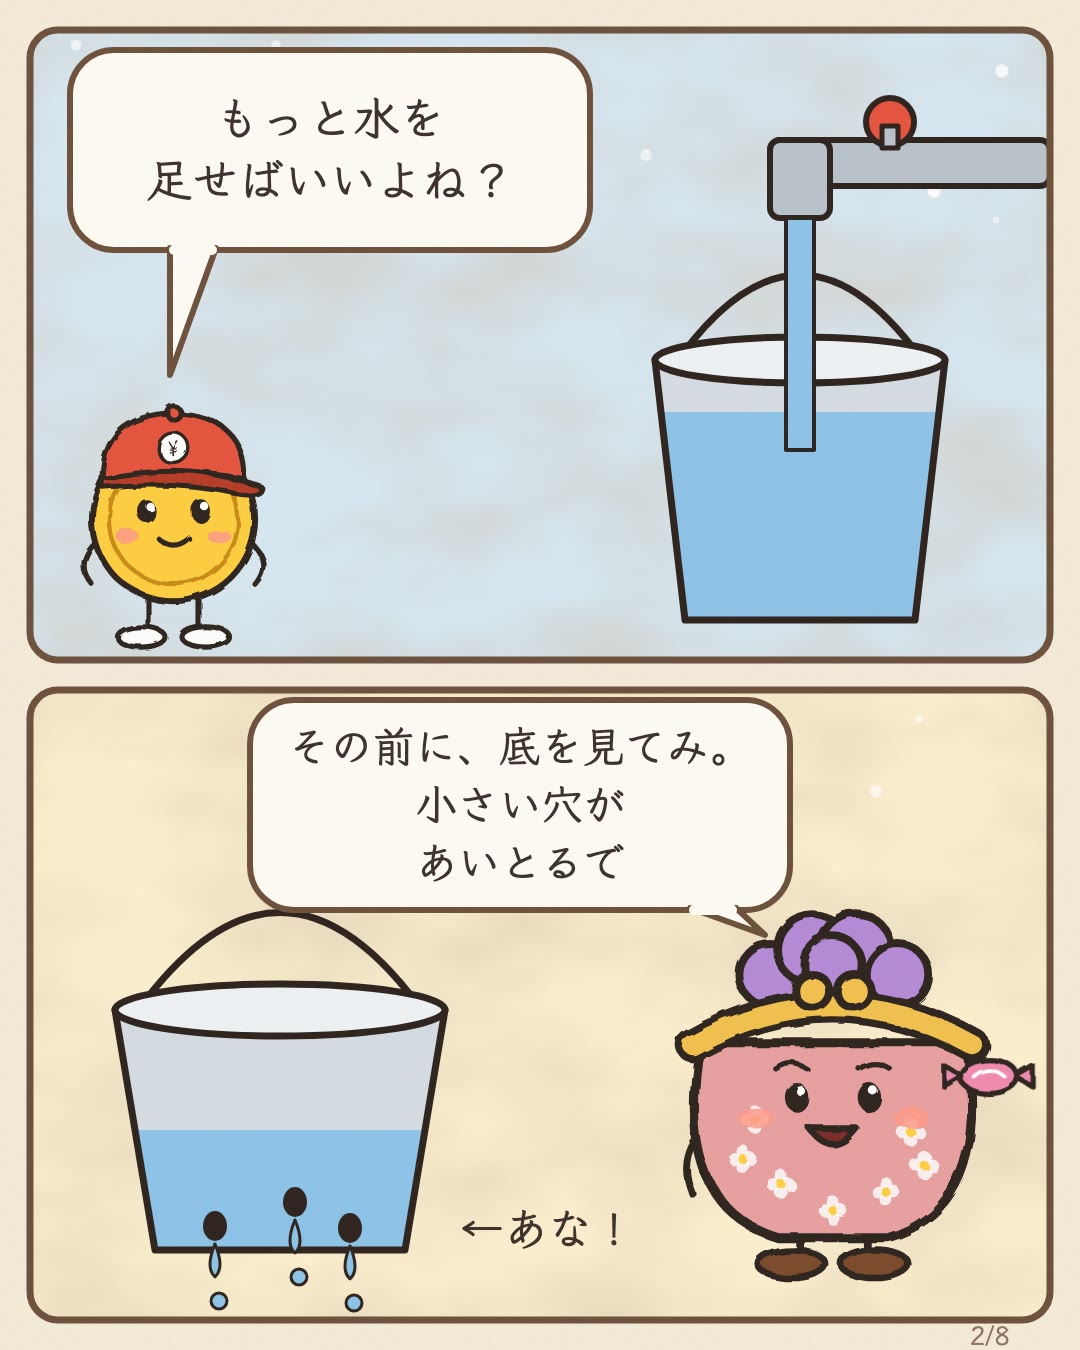 もっと水を
足せばいいよね？
¥
その前に、底を見てみ。
小さい穴が
あいとるで
←あな！
2/8